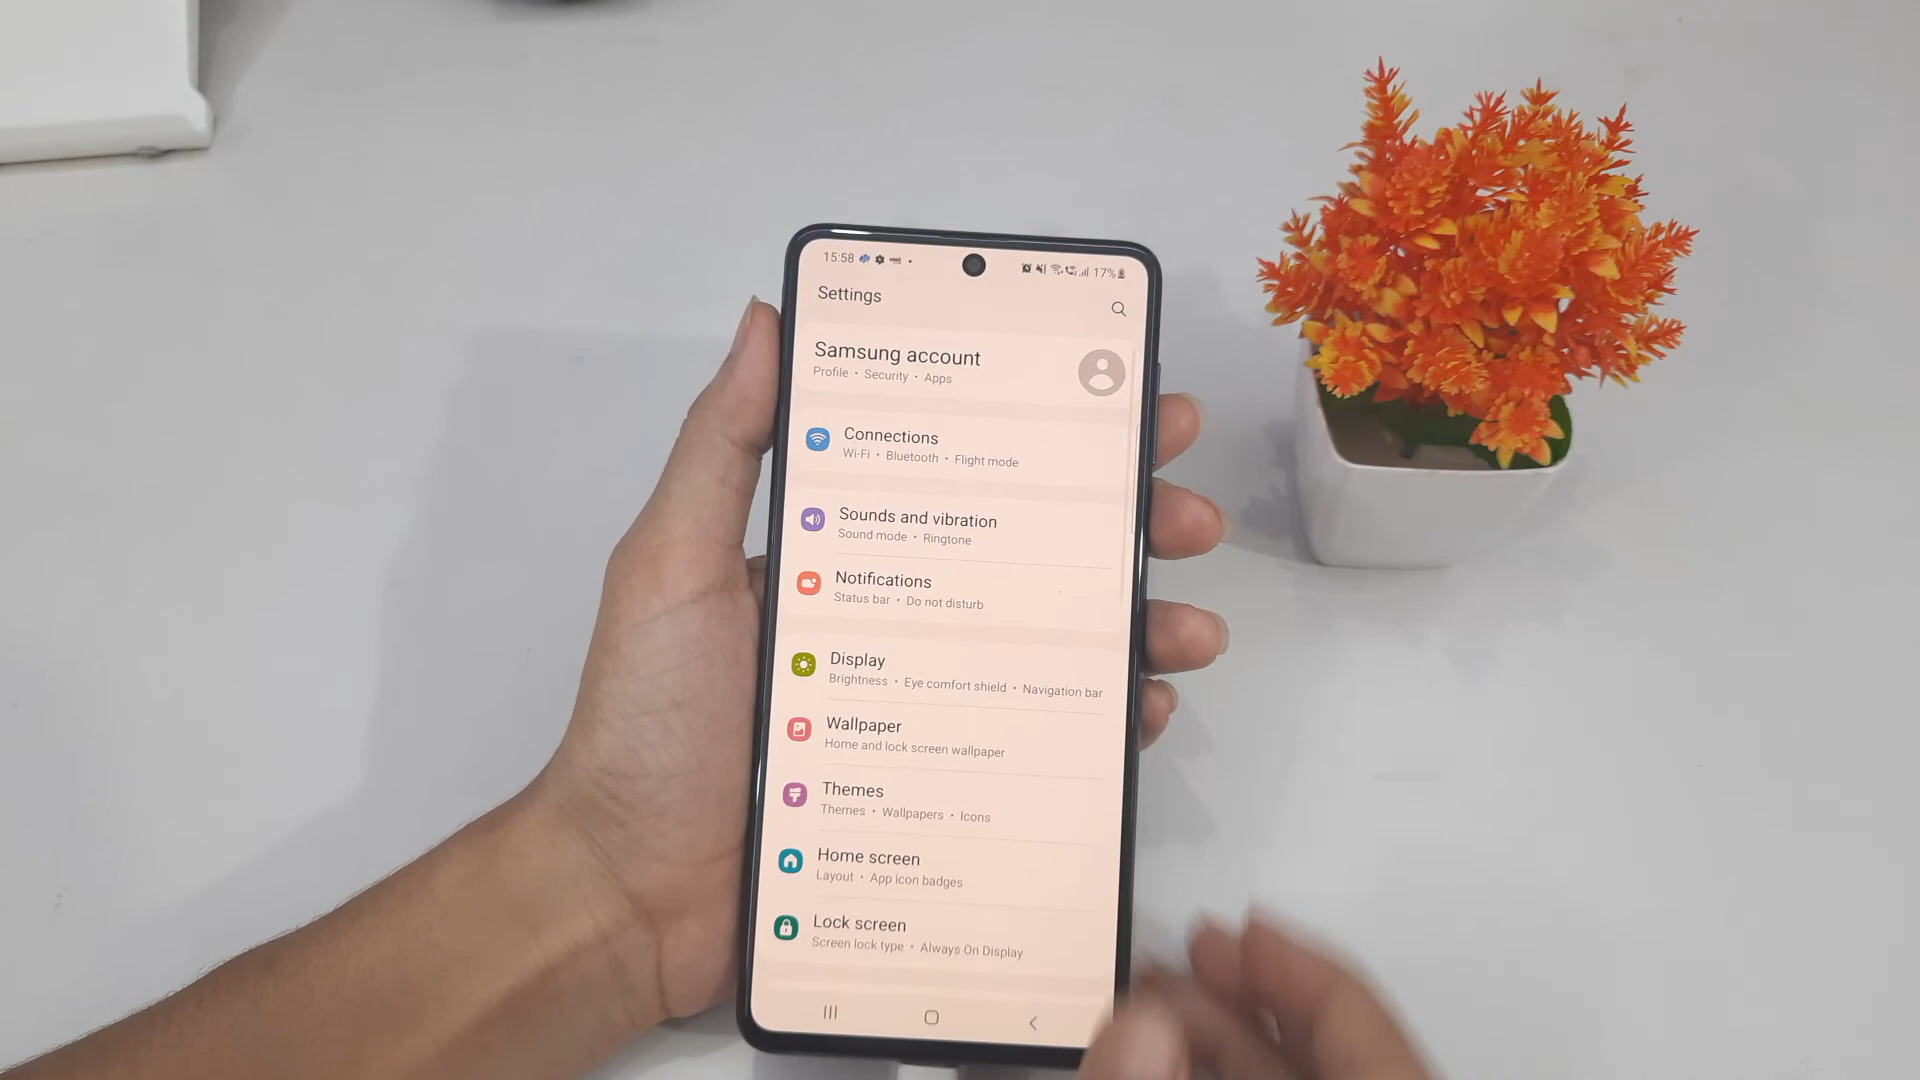 15:58
17%
Settings
Samsung account
Profile • Security • Apps
Connections
Wi-Fi • Bluetooth • Flight mode
Sounds and vibration
Sound mode • Ringtone
Notifications
Status bar • Do not disturb
Display
Brightness • Eye comfort shield • Navigation bar
Wallpaper
Home and lock screen wallpaper
Themes
Themes • Wallpapers • Icons
Home screen
Layout • App icon badges
Lock screen
Screen lock type • Always On Display